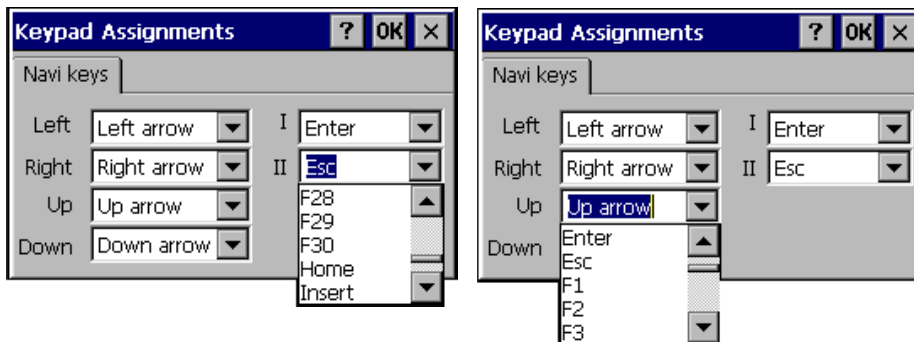 Keypad Assignments ? OK ×
Navi keys
Left Left arrow I Enter
Right Right arrow II Esc
Up Up arrow
Down Down arrow
F28
F29
F30
Home
Insert
Keypad Assignments ? OK ×
Navi keys
Left Left arrow I Enter
Right Right arrow II Esc
Up Up arrow
Down
Enter
Esc
F1
F2
F3